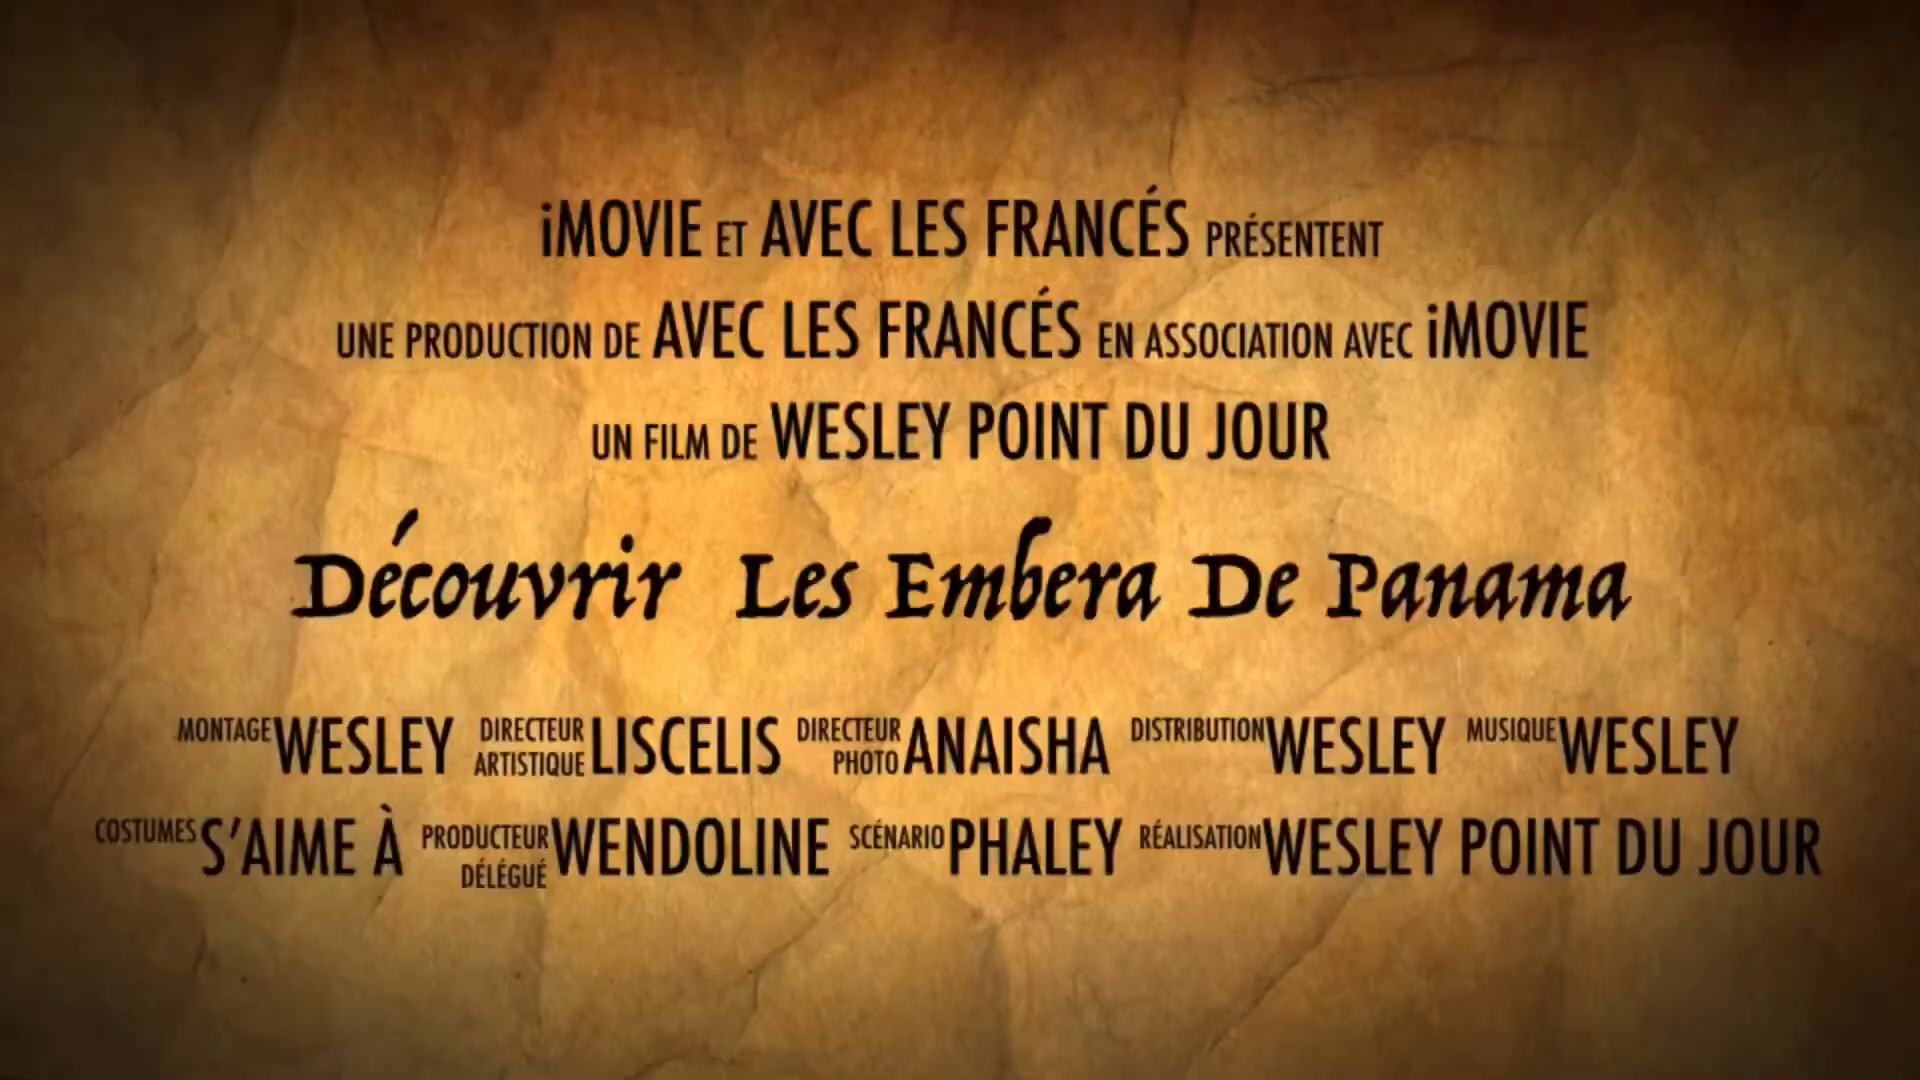 iMOVIE ET AVEC LES FRANCÉS PRÉSENTENT
UNE PRODUCTION DE AVEC LES FRANCÉS EN ASSOCIATION AVEC iMOVIE
UN FILM DE WESLEY POINT DU JOUR
Découvrir Les Embera De Panama
MONTAGE WESLEY DIRECTEUR ARTISTIQUE LISCELIS DIRECTEUR PHOTO ANAISHA DISTRIBUTION WESLEY MUSIQUE WESLEY
COSTUMES S'AIME À PRODUCTEUR DÉLÉGUÉ WENDOLINE SCÉNARIO PHALEY RÉALISATION WESLEY POINT DU JOUR